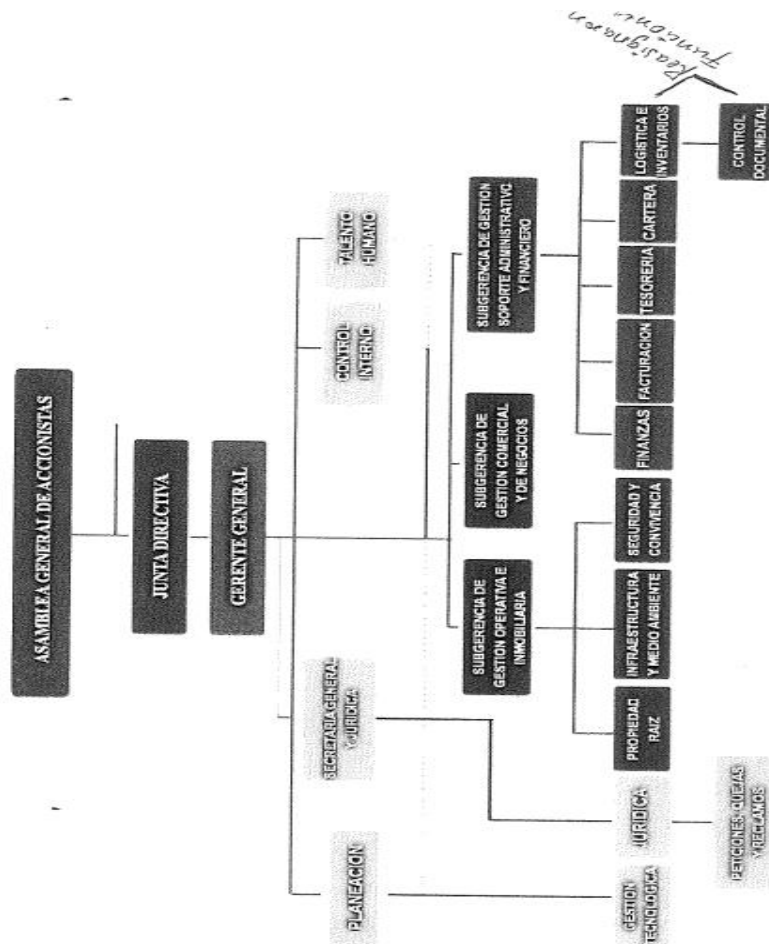 ASAMBLEA GENERAL DE ACCIONISTAS
JUNTA DIRECTIVA
GERENTE GENERAL
PLANEACION
SECRETARIA GENERAL
Y JURIDICA
CONTROL
INTERNO
TALENTO
HUMANO
SUBGERENCIA DE
GESTION OPERATIVA E
INMOBILIARIA
SUBGERENCIA DE
GESTION COMERCIAL
Y DE NEGOCIOS
SUBGERENCIA DE GESTION
SOPORTE ADMINISTRATIVO
Y FINANCIERO
GESTION
TECNOLOGICA
JURIDICA
PROPIEDAD
RAIZ
INFRAESTRUCTURA
Y MEDIO AMBIENTE
SEGURIDAD Y
CONVIVENCIA
FINANZAS
FACTURACION
TESORERIA
CARTERA
LOGISTICA E
INVENTARIOS
PETICIONES, QUEJAS
Y RECLAMOS
CONTROL
DOCUMENTAL
Reasignaron
Funciones